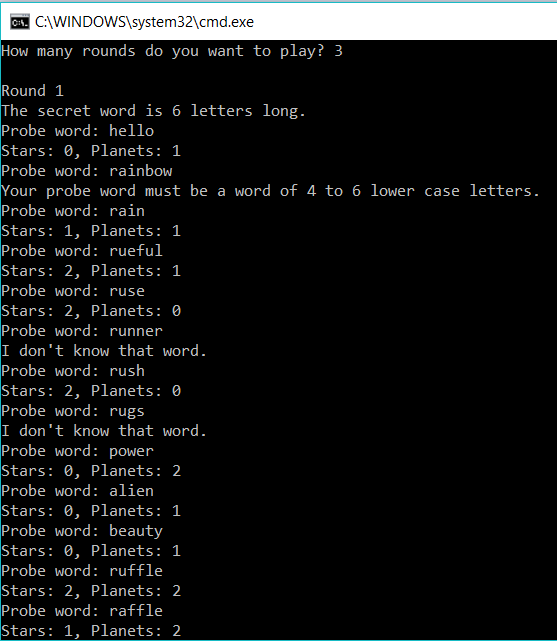 C:\WINDOWS\system32\cmd.exe
How many rounds do you want to play? 3
Round 1
The secret word is 6 letters long.
Probe word: hello
Stars: 0, Planets: 1
Probe word: rainbow
Your probe word must be a word of 4 to 6 lower case letters.
Probe word: rain
Stars: 1, Planets: 1
Probe word: rueful
Stars: 2, Planets: 1
Probe word: ruse
Stars: 2, Planets: 0
Probe word: runner
I don't know that word.
Probe word: rush
Stars: 2, Planets: 0
Probe word: rugs
I don't know that word.
Probe word: power
Stars: 0, Planets: 2
Probe word: alien
Stars: 0, Planets: 1
Probe word: beauty
Stars: 0, Planets: 1
Probe word: ruffle
Stars: 2, Planets: 2
Probe word: raffle
Stars: 1, Planets: 2